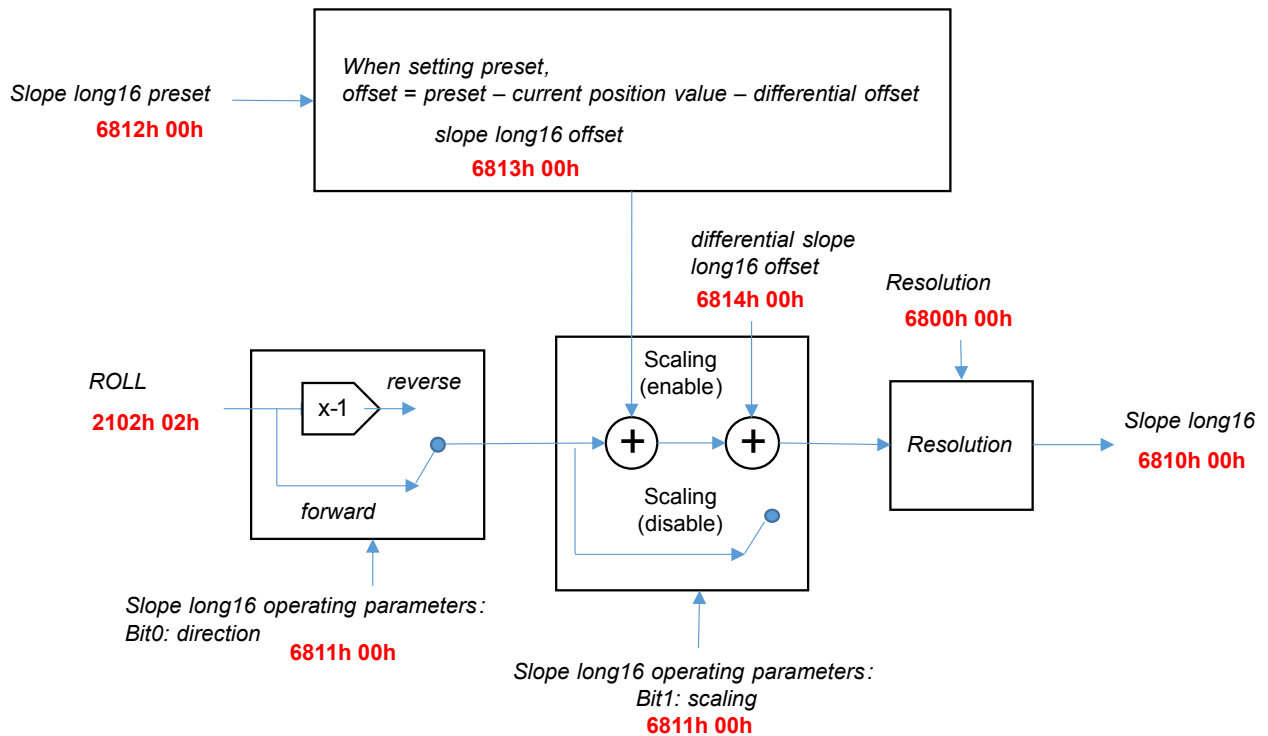 When setting preset,
offset = preset – current position value – differential offset
Slope long16 preset
6812h 00h
slope long16 offset
6813h 00h
differential slope
long16 offset
6814h 00h
Resolution
6800h 00h
ROLL
2102h 02h
x-1
reverse
forward
Scaling
(enable)
+
+
Scaling
(disable)
Resolution
Slope long16
6810h 00h
Slope long16 operating parameters:
Bit0: direction
6811h 00h
Slope long16 operating parameters:
Bit1: scaling
6811h 00h